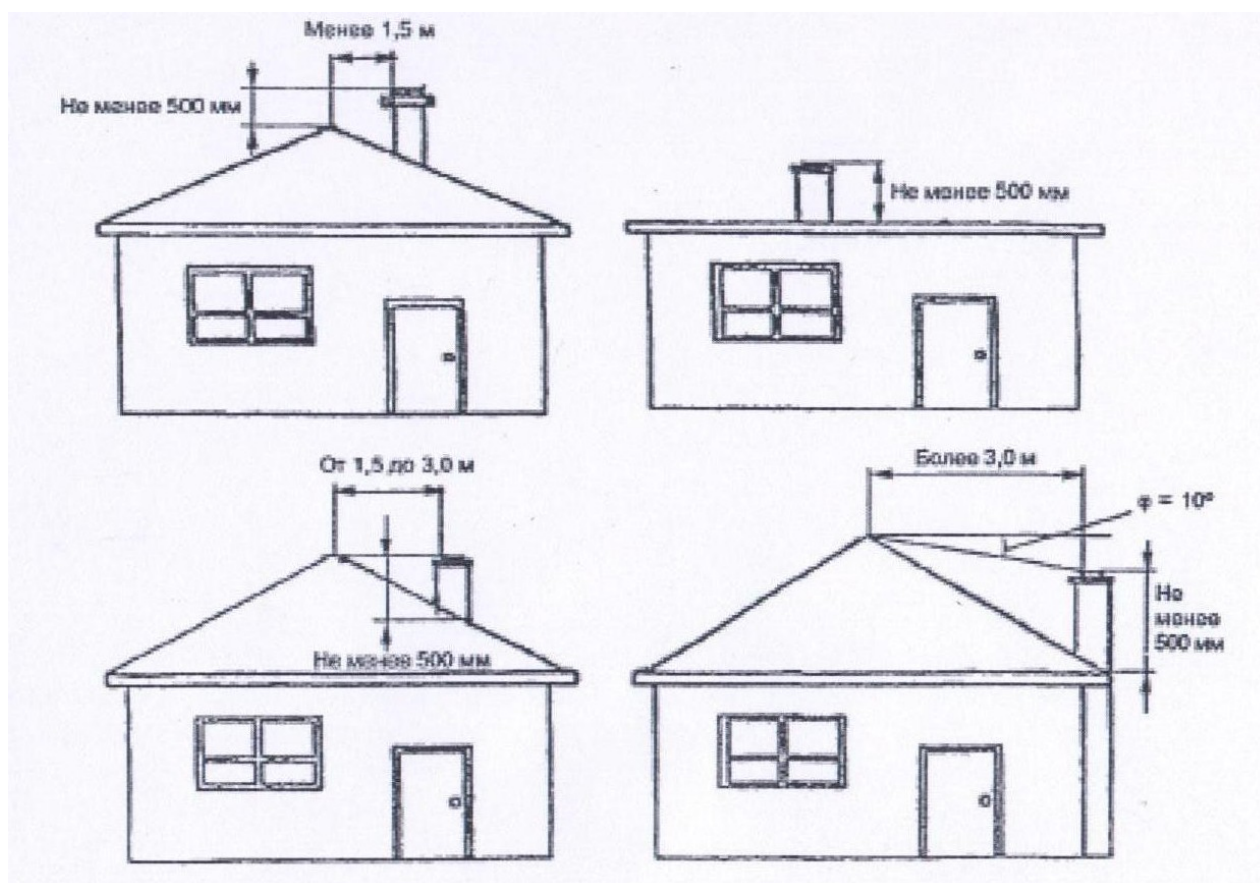 Менее 1,5 м
Не менее 500 мм
Не менее 500 мм
От 1,5 до 3,0 м
Не менее 500 мм
Более 3,0 м
φ = 10º
Не
менее
500 мм